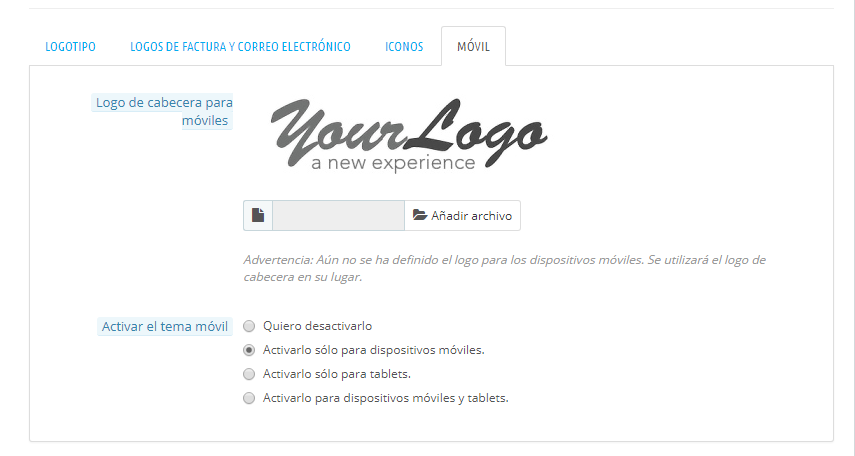 LOGOTIPO LOGOS DE FACTURA Y CORREO ELECTRÓNICO ICONOS MÓVIL
Logo de cabecera para
móviles
YourLogo
a new experience
Añadir archivo
Advertencia: Aún no se ha definido el logo para los dispositivos móviles. Se utilizará el logo de
cabecera en su lugar.
Activar el tema móvil
Quiero desactivarlo
Activarlo sólo para dispositivos móviles.
Activarlo sólo para tablets.
Activarlo para dispositivos móviles y tablets.